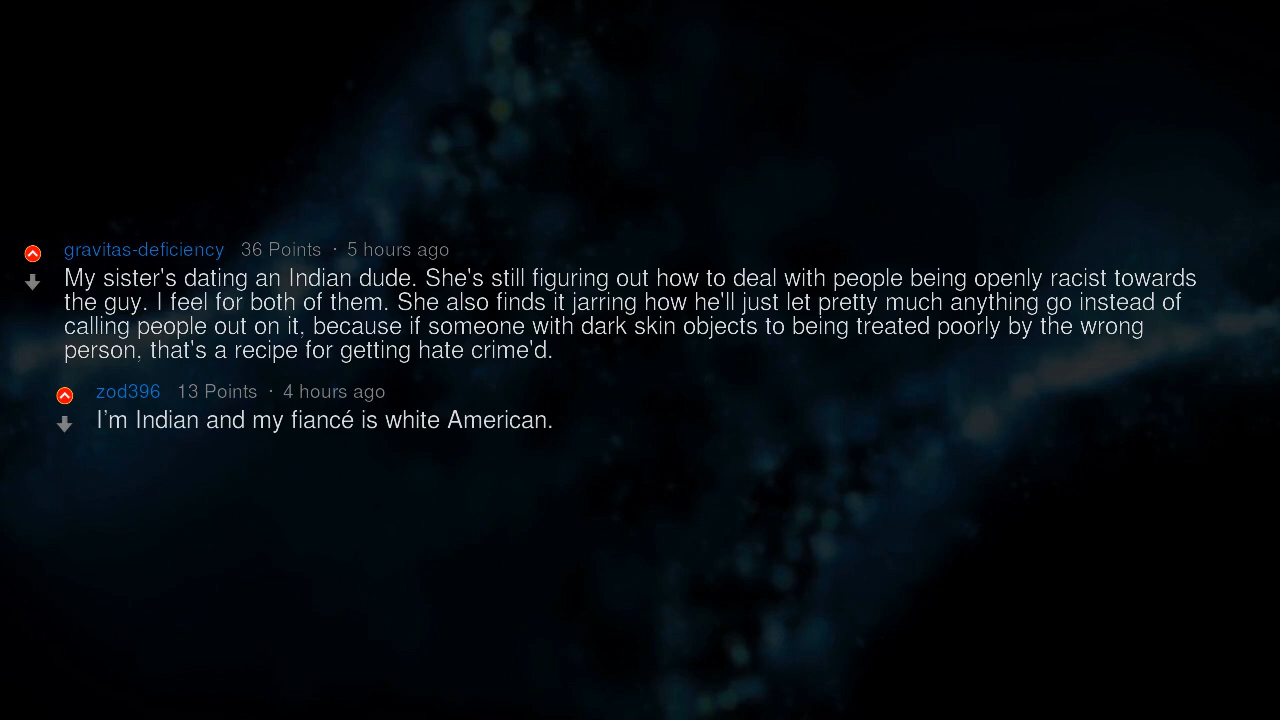 gravitas-deficiency 36 Points · 5 hours ago
My sister's dating an Indian dude. She's still figuring out how to deal with people being openly racist towards
the guy. I feel for both of them. She also finds it jarring how he'll just let pretty much anything go instead of
calling people out on it, because if someone with dark skin objects to being treated poorly by the wrong
person, that's a recipe for getting hate crime'd.
zod396 13 Points · 4 hours ago
I’m Indian and my fiancé is white American.